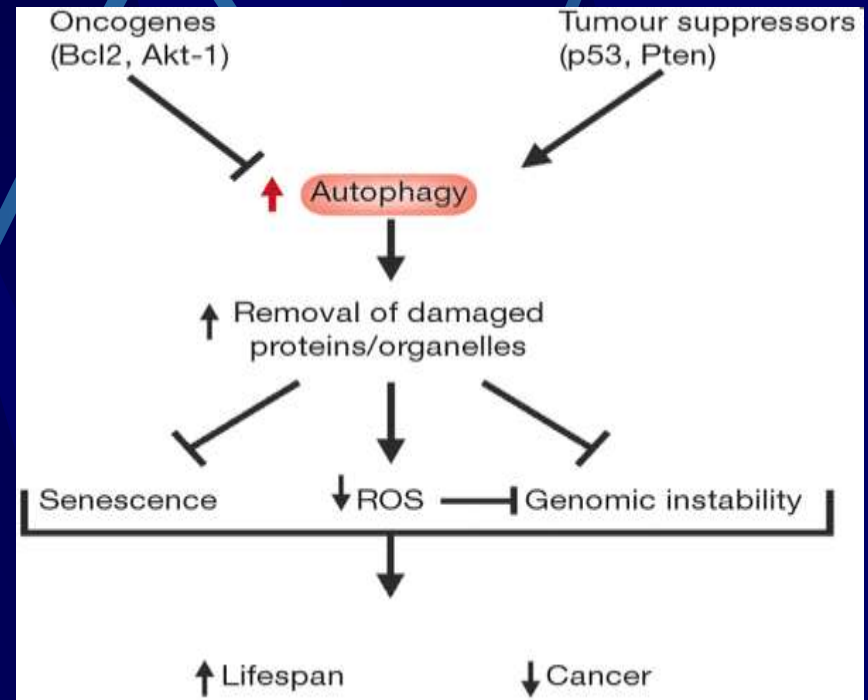 Oncogenes
(Bcl2, Akt-1)
Tumour suppressors
(p53, Pten)
Autophagy
Removal of damaged
proteins/organelles
Senescence
ROS
Genomic instability
Lifespan
Cancer